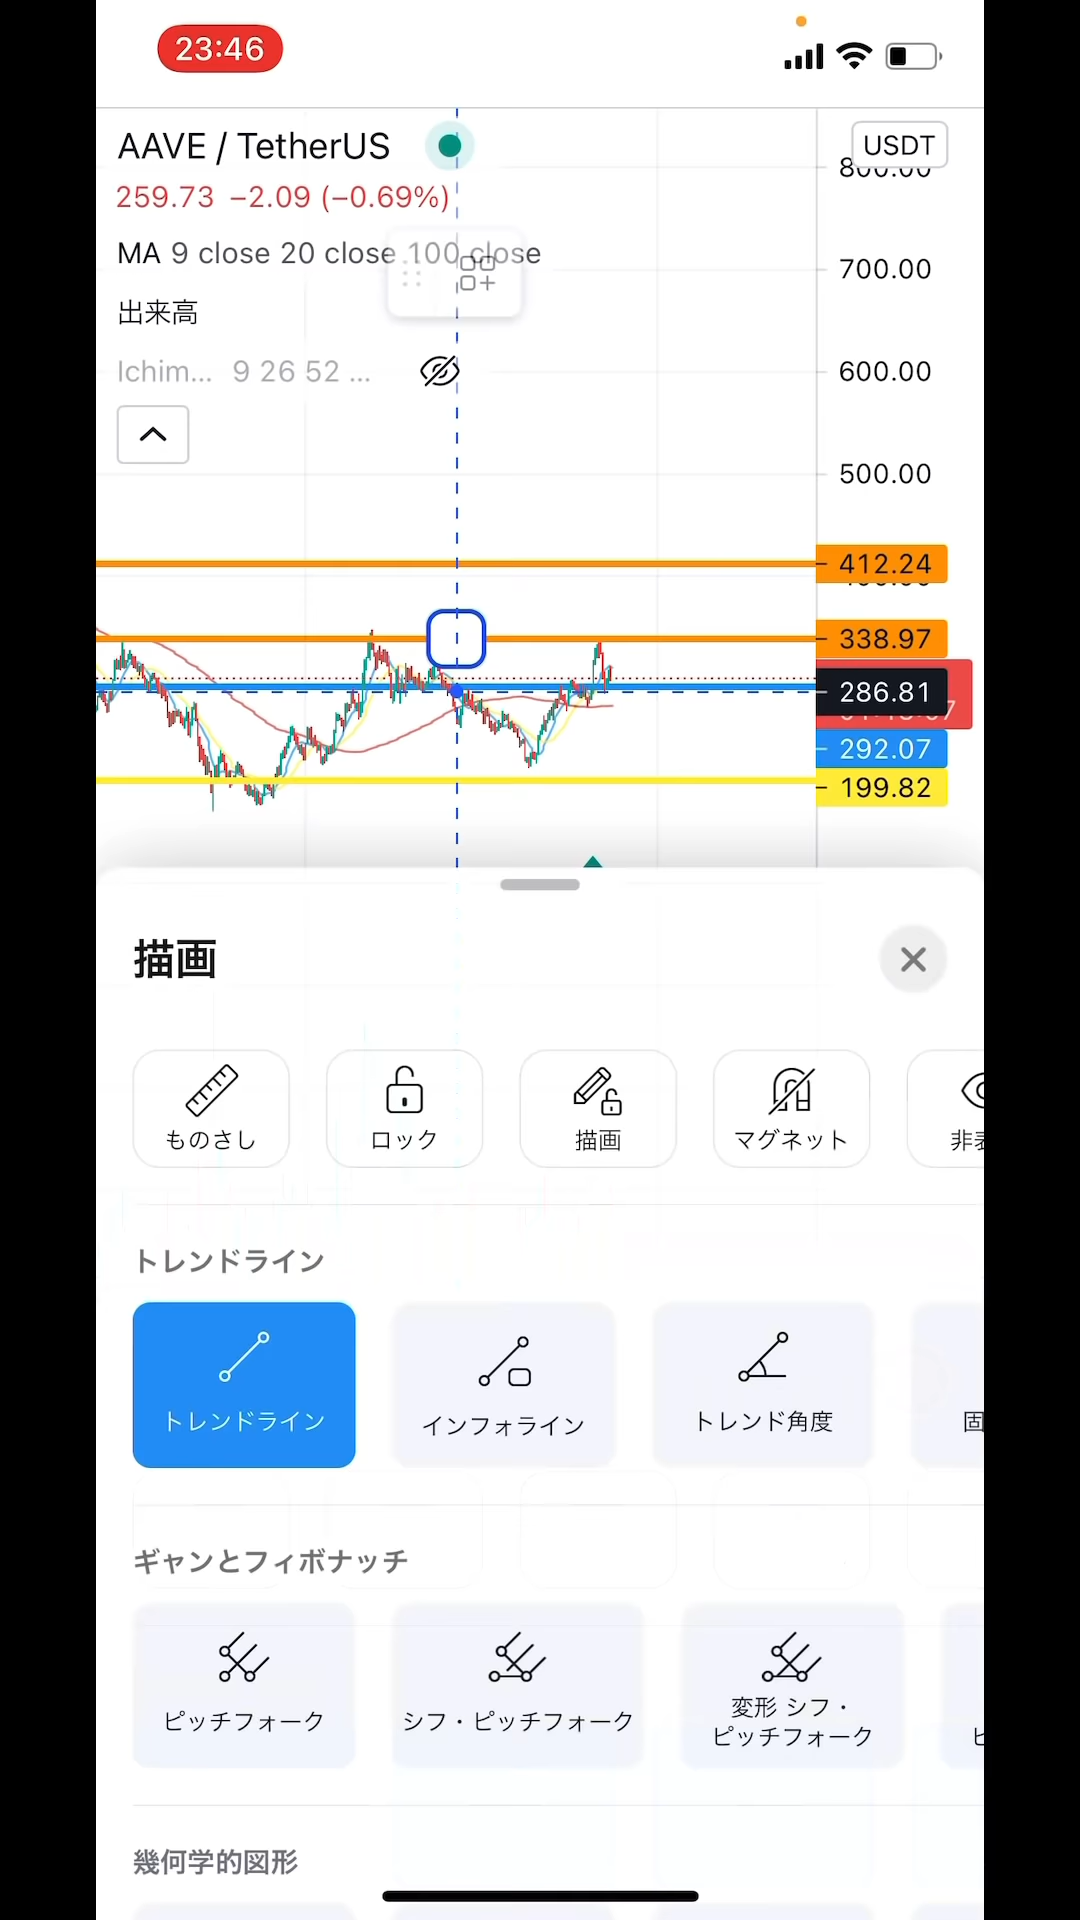 23:46
AAVE / TetherUS
USDT
800.00
259.73 −2.09 (−0.69%)
MA 9 close 20 close 100 close
700.00
出来高
Ichim... 9 26 52 ...
600.00
500.00
412.24
338.97
286.81
292.07
199.82
描画
ものさし
ロック
描画
マグネット
トレンドライン
トレンドライン
インフォライン
トレンド角度
固
ギャンとフィボナッチ
ピッチフォーク
シフ・ピッチフォーク
変形 シフ・
ピッチフォーク
幾何学的図形